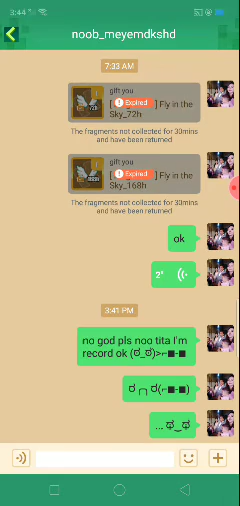 3:44
noob_meyemdkshd
7:33 AM
gift you
72H
[ Expired ] Fly in the
Sky_72h
The fragments not collected for 30mins
and have been returned
gift you
168H
[ Expired ] Fly in the
Sky_168h
The fragments not collected for 30mins
and have been returned
ok
2"
3:41 PM
no god pls noo tita I'm
record ok (ಠ_ಠ)>⌐■-■
ಠ╭╮ಠ(⌐■-■)
... ಥ‿ಥ